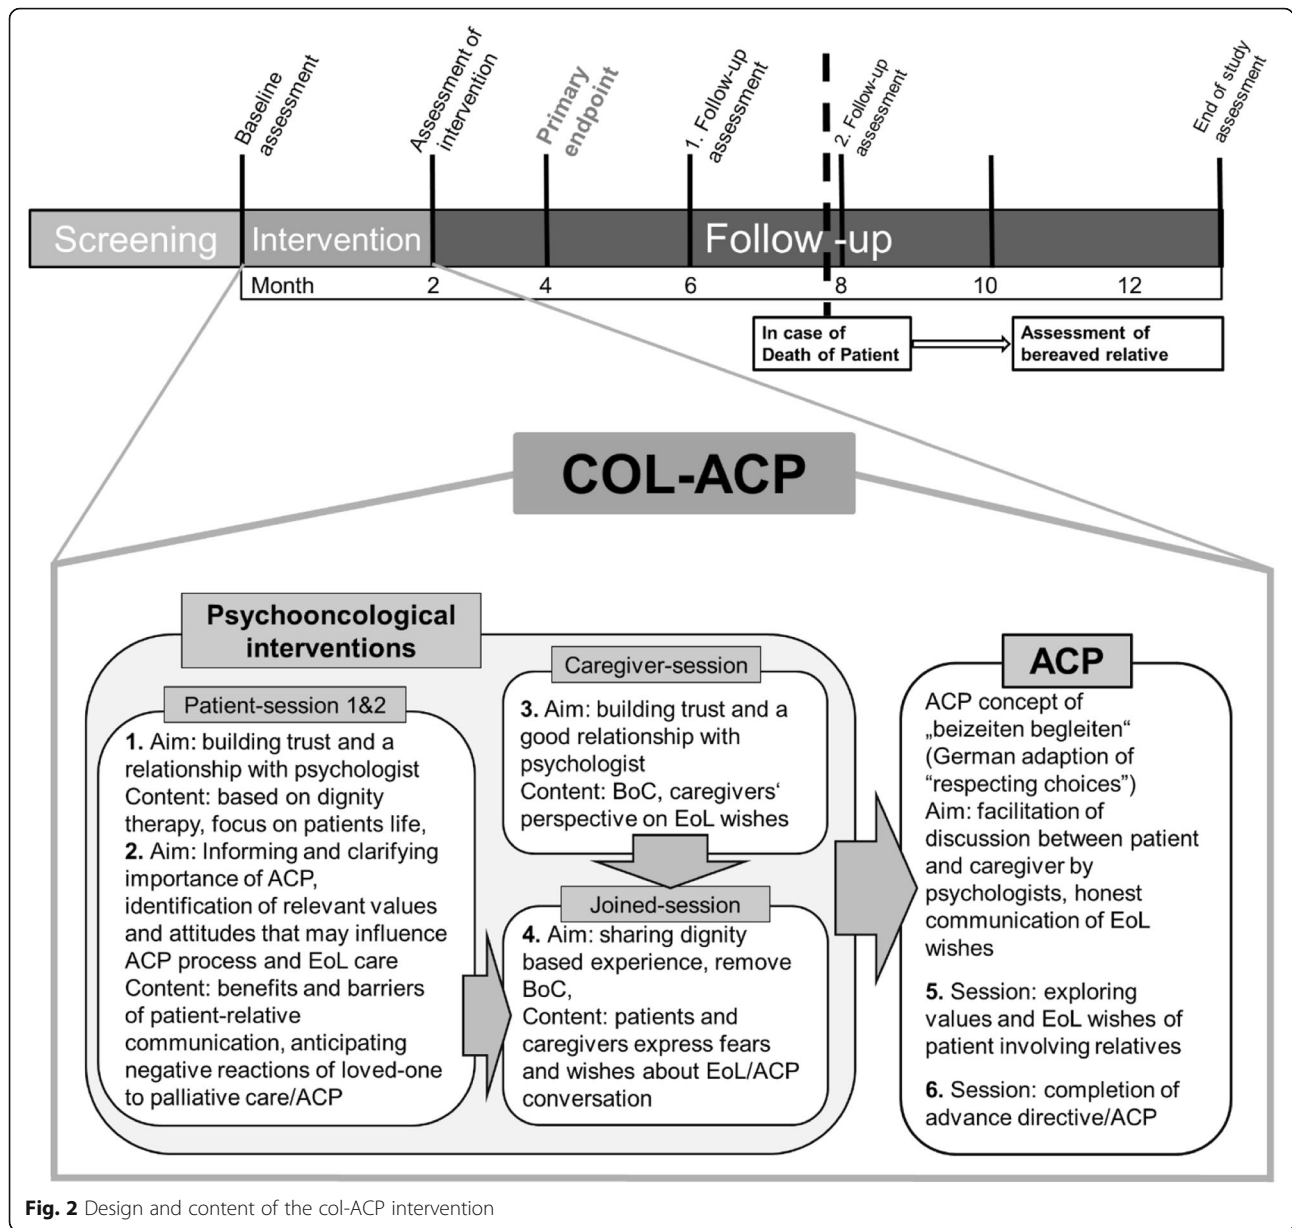 Baseline
assessment
Assessment of
intervention
Primary
endpoint
1. Follow-up
assessment
2. Follow-up
assessment
End of study
assessment
Screening
Intervention
Follow -up
Month 2 4 6 8 10 12
In case of
Death of Patient
Assessment of
bereaved relative
COL-ACP
Psychooncological
interventions
Patient-session 1&2
1. Aim: building trust and a
relationship with psychologist
Content: based on dignity
therapy, focus on patients life,
2. Aim: Informing and clarifying
importance of ACP,
identification of relevant values
and attitudes that may influence
ACP process and EoL care
Content: benefits and barriers
of patient-relative
communication, anticipating
negative reactions of loved-one
to palliative care/ACP
Caregiver-session
3. Aim: building trust and a
good relationship with
psychologist
Content: BoC, caregivers‘
perspective on EoL wishes
Joined-session
4. Aim: sharing dignity
based experience, remove
BoC,
Content: patients and
caregivers express fears
and wishes about EoL/ACP
conversation
ACP
ACP concept of
„beizeiten begleiten“
(German adaption of
“respecting choices”)
Aim: facilitation of
discussion between patient
and caregiver by
psychologists, honest
communication of EoL
wishes
5. Session: exploring
values and EoL wishes of
patient involving relatives
6. Session: completion of
advance directive/ACP
Fig. 2 Design and content of the col-ACP intervention